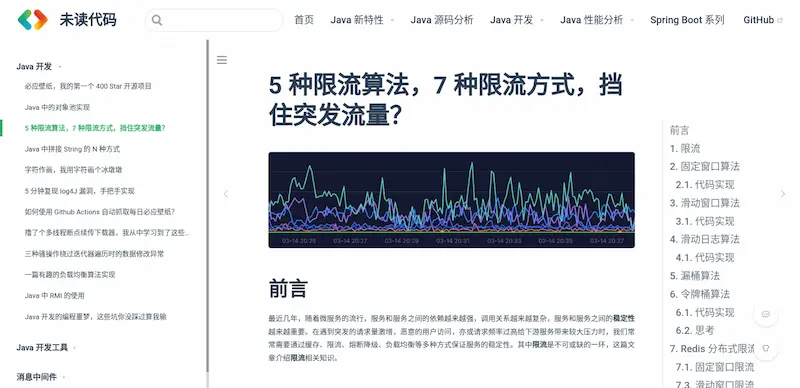 未读代码
首页
Java 新特性
Java 源码分析
Java 开发
Java 性能分析
Spring Boot 系列
GitHub
Java 开发
必应壁纸，我的第一个 400 Star 开源项目
Java 中的对象池实现
5 种限流算法，7 种限流方式，挡住突发流量？
Java 中拼接 String 的 N 种方式
字符作画，我用字符画个冰墩墩
5 分钟复现 log4J 漏洞，手把手实现
如何使用 Github Actions 自动抓取每日必应壁纸？
撸了个多线程断点续传下载器，我从中学习到了这些...
三种骚操作绕过迭代器遍历时的数据修改异常
一篇有趣的负载均衡算法实现
Java 中 RMI 的使用
Java 开发的编程噩梦，这些坑你没踩过算我输
Java 开发工具
消息中间件
5 种限流算法，7 种限流方式，挡
住突发流量？
03-14 20:25
03-14 20:27
03-14 20:29
03-14 20:31
03-14 20:33
03-14 20:35
03-14 20:37
前言
最近几年，随着微服务的流行，服务和服务之间的依赖越来越强，调用关系越来越复杂，服务和服务之间的稳定性
越来越重要。在遇到突发的请求量激增，恶意的用户访问，亦或请求频率过高给下游服务带来较大压力时，我们常
常需要通过缓存、限流、熔断降级、负载均衡等多种方式保证服务的稳定性。其中限流是不可或缺的一环，这篇文
章介绍限流相关知识。
前言
1. 限流
2. 固定窗口算法
2.1. 代码实现
3. 滑动窗口算法
3.1. 代码实现
4. 滑动日志算法
4.1. 代码实现
5. 漏桶算法
6. 令牌桶算法
6.1. 代码实现
6.2. 思考
7. Redis 分布式限流
7.1. 固定窗口限流
7.3. 滑动窗口限流